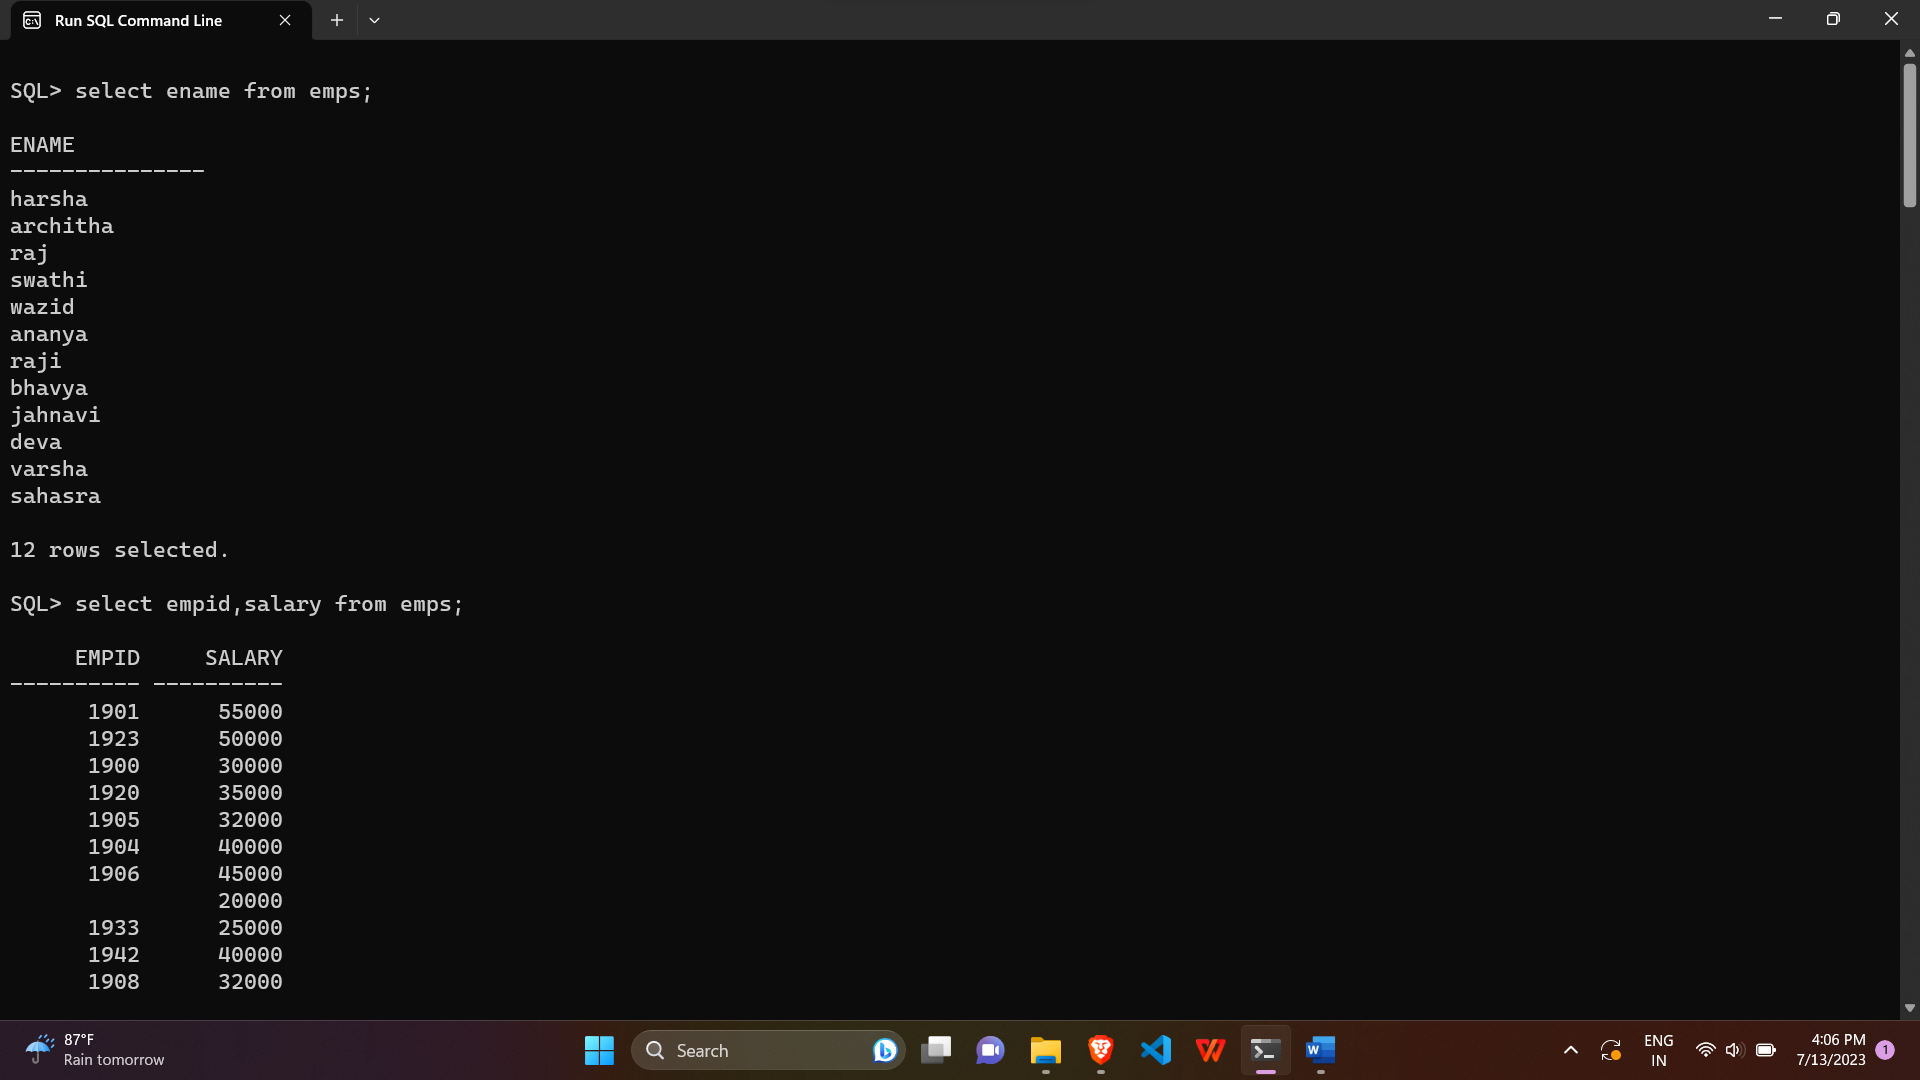 Run SQL Command Line
SQL> select ename from emps;
ENAME
---------------
harsha
architha
raj
swathi
wazid
ananya
raji
bhavya
jahnavi
deva
varsha
sahasra
12 rows selected.
SQL> select empid,salary from emps;
     EMPID     SALARY
---------- ----------
      1901      55000
      1923      50000
      1900      30000
      1920      35000
      1905      32000
      1904      40000
      1906      45000
                20000
      1933      25000
      1942      40000
      1908      32000
87°F
Rain tomorrow
Search
ENG
IN
4:06 PM
7/13/2023
1